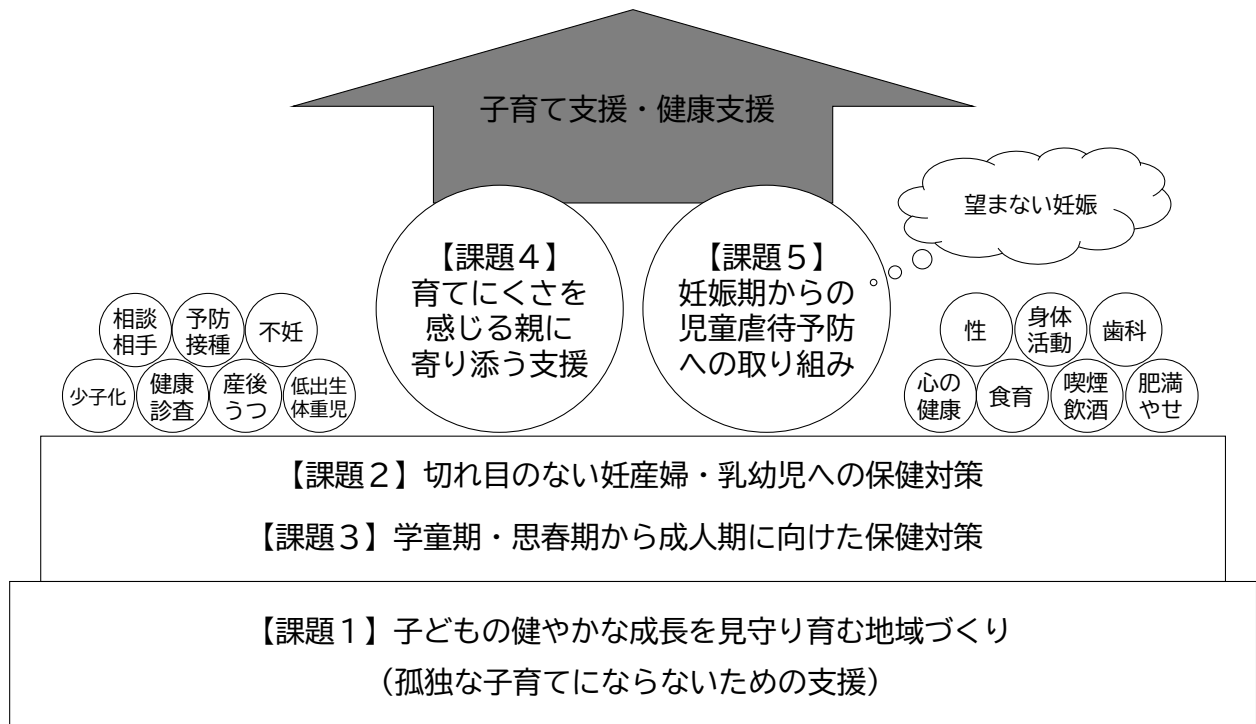 子育て支援・健康支援
望まない妊娠
【課題４】
育てにくさを
感じる親に
寄り添う支援
【課題５】
妊娠期からの
児童虐待予防
への取り組み
相談
相手
予防
接種
不妊
少子化
健康
診査
産後
うつ
低出生
体重児
性
身体
活動
歯科
心の
健康
食育
喫煙
飲酒
肥満
やせ
【課題２】切れ目のない妊産婦・乳幼児への保健対策
【課題３】学童期・思春期から成人期に向けた保健対策
【課題１】子どもの健やかな成長を見守り育む地域づくり
（孤独な子育てにならないための支援）